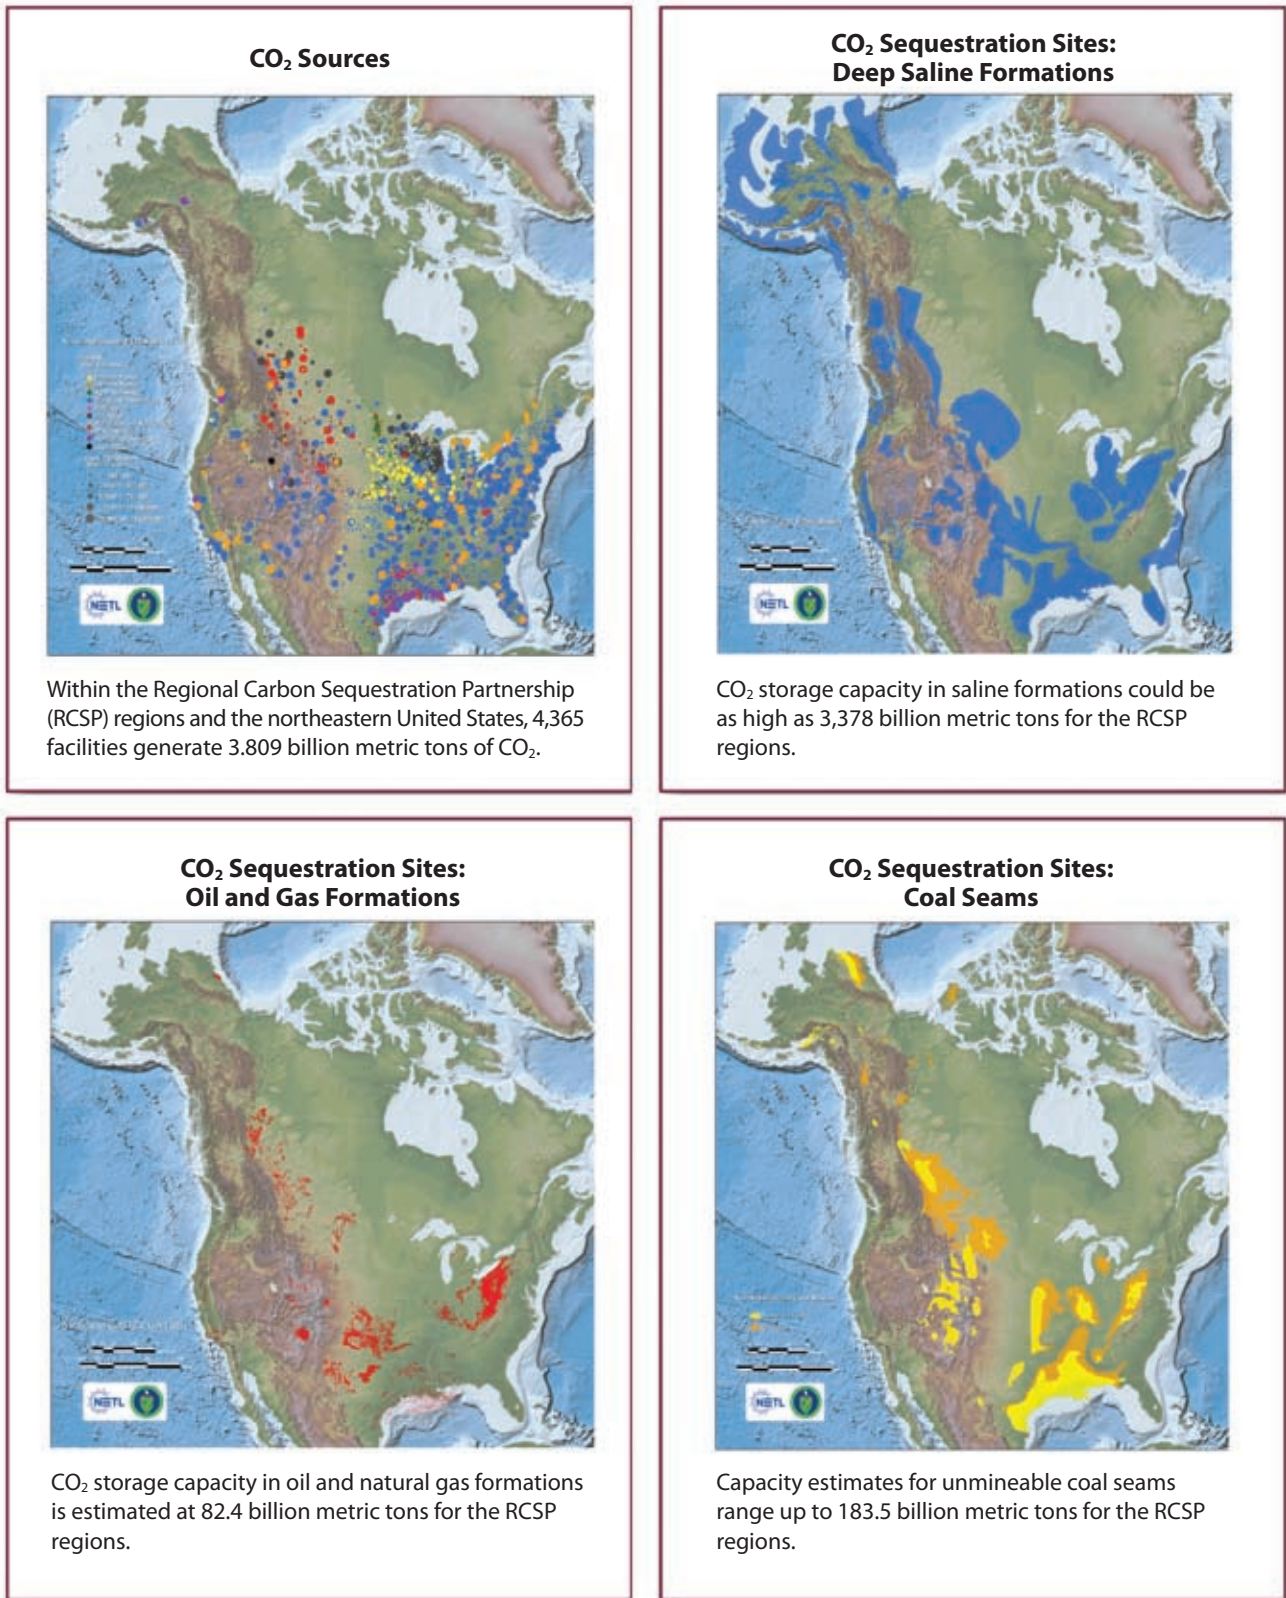 CO₂ Sources
NETL
Within the Regional Carbon Sequestration Partnership
(RCSP) regions and the northeastern United States, 4,365
facilities generate 3.809 billion metric tons of CO₂.
CO₂ Sequestration Sites:
Deep Saline Formations
NETL
CO₂ storage capacity in saline formations could be
as high as 3,378 billion metric tons for the RCSP
regions.
CO₂ Sequestration Sites:
Oil and Gas Formations
NETL
CO₂ storage capacity in oil and natural gas formations
is estimated at 82.4 billion metric tons for the RCSP
regions.
CO₂ Sequestration Sites:
Coal Seams
NETL
Capacity estimates for unmineable coal seams
range up to 183.5 billion metric tons for the RCSP
regions.